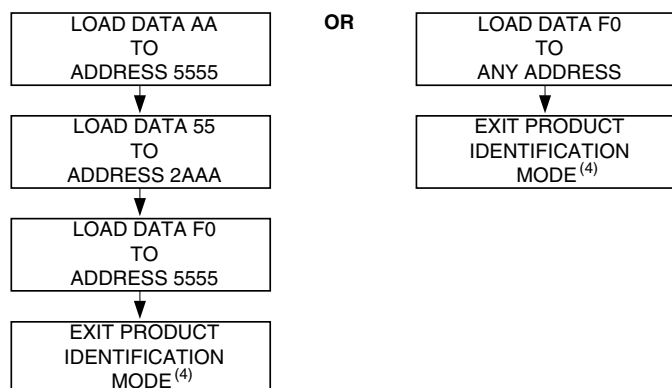 LOAD DATA AA
TO
ADDRESS 5555
LOAD DATA 55
TO
ADDRESS 2AAA
LOAD DATA F0
TO
ADDRESS 5555
EXIT PRODUCT
IDENTIFICATION
MODE(4)
OR
LOAD DATA F0
TO
ANY ADDRESS
EXIT PRODUCT
IDENTIFICATION
MODE(4)